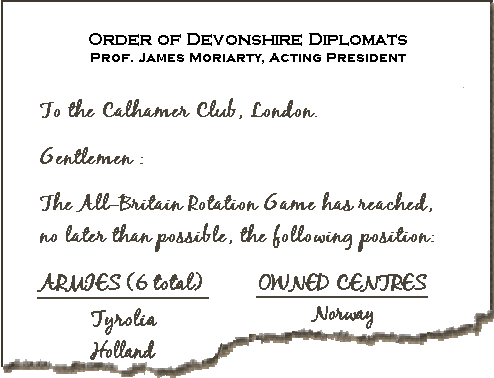 Order of Devonshire Diplomats
Prof. James Moriarty, Acting President
To the Calhamer Club, London.
Gentlemen :
The All-Britain Rotation Game has reached,
no later than possible, the following position:
ARMIES (6 total) OWNED CENTRES
Tyrolia Norway
Holland